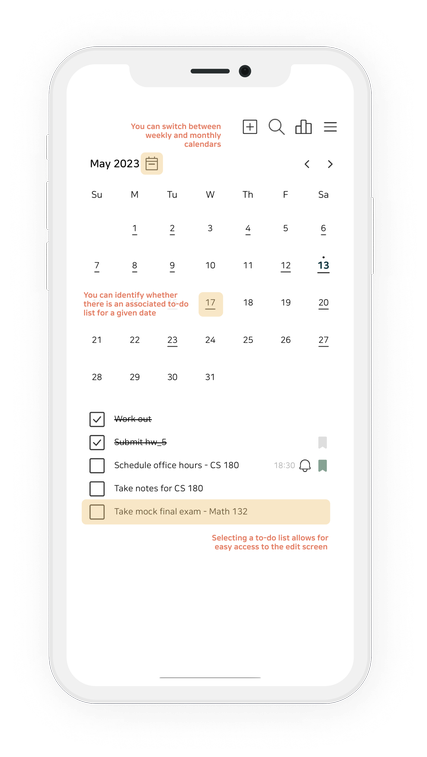 You can switch between
weekly and monthly
calendars
May 2023
Su M Tu W Th F Sa
1 2 3 4 5 6
7 8 9 10 11 12 13
You can identify whether
there is an associated to-do
list for a given date
17 18 19 20
21 22 23 24 25 26 27
28 29 30 31
Work out
Submit hw_5
Schedule office hours - CS 180 18:30
Take notes for CS 180
Take mock final exam - Math 132
Selecting a to-do list allows for
easy access to the edit screen